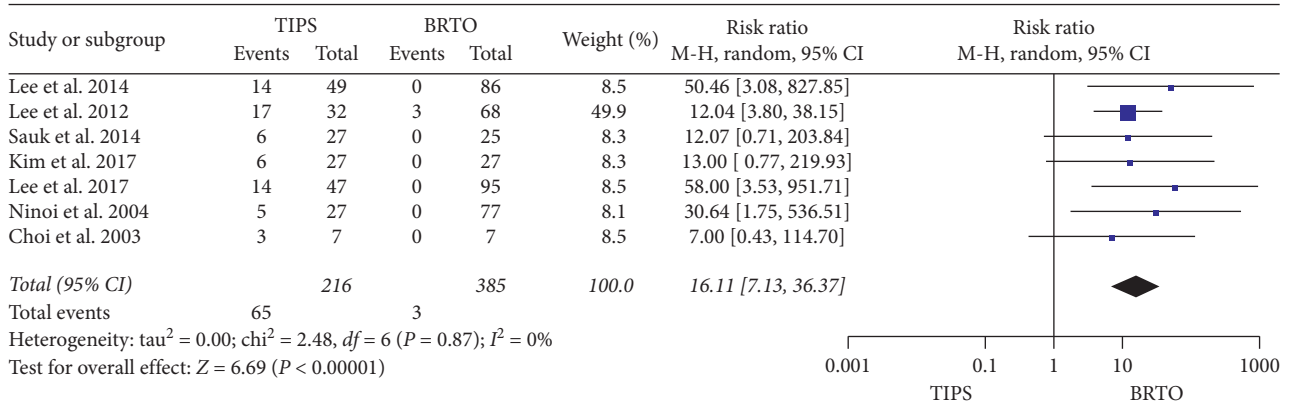 TIPS BRTO Risk ratio Risk ratio
Study or subgroup Events Total Events Total Weight (%) M-H, random, 95% CI M-H, random, 95% CI
Lee et al. 2014 14 49 0 86 8.5 50.46 [3.08, 827.85]
Lee et al. 2012 17 32 3 68 49.9 12.04 [3.80, 38.15]
Sauk et al. 2014 6 27 0 25 8.3 12.07 [0.71, 203.84]
Kim et al. 2017 6 27 0 27 8.3 13.00 [ 0.77, 219.93]
Lee et al. 2017 14 47 0 95 8.5 58.00 [3.53, 951.71]
Ninoi et al. 2004 5 27 0 77 8.1 30.64 [1.75, 536.51]
Choi et al. 2003 3 7 0 7 8.5 7.00 [0.43, 114.70]
Total (95% CI) 216 385 100.0 16.11 [7.13, 36.37]
Total events 65 3
Heterogeneity: tau² = 0.00; chi² = 2.48, df = 6 (P = 0.87); I² = 0%
Test for overall effect: Z = 6.69 (P < 0.00001)
0.001 0.1 1 10 1000
TIPS BRTO